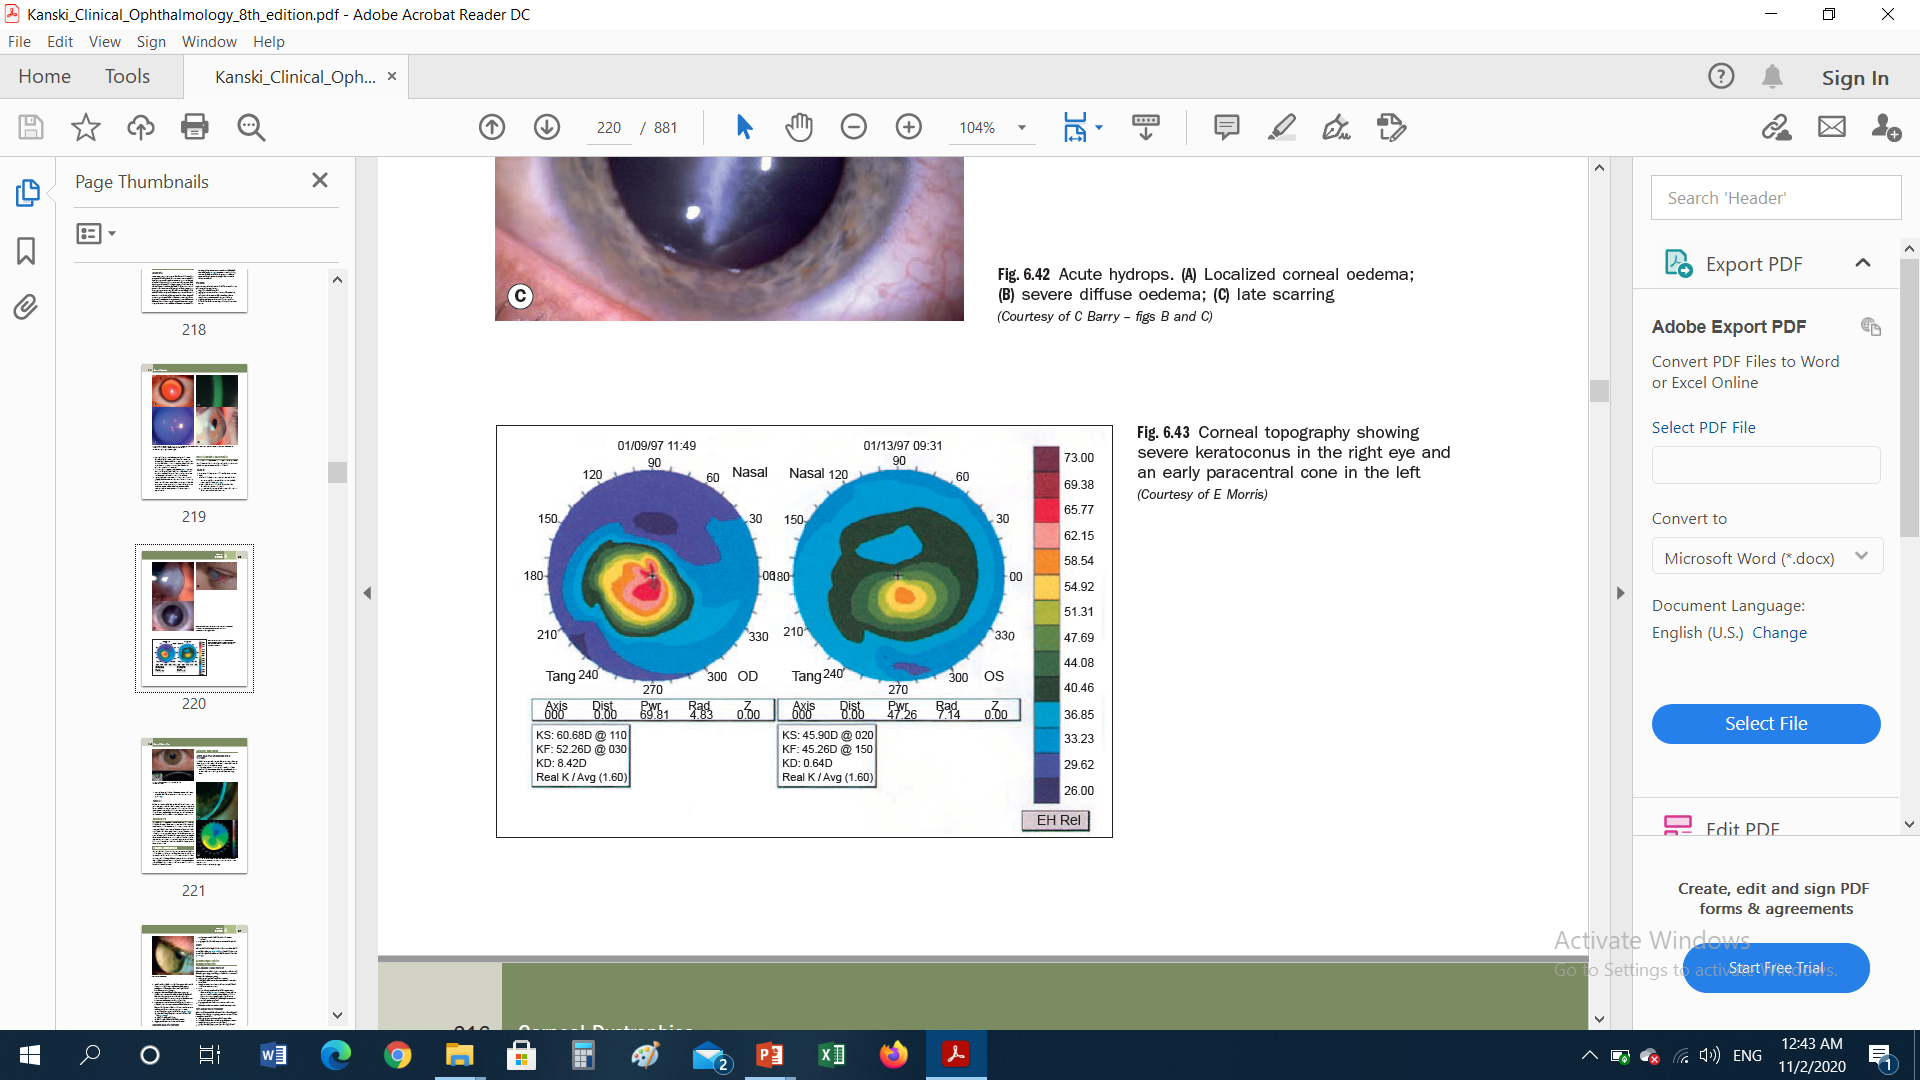 Kanski_Clinical_Ophthalmology_8th_edition.pdf - Adobe Acrobat Reader DC
File Edit View Sign Window Help
Home Tools Kanski_Clinical_Oph... × Sign In
220 / 881 104%
Page Thumbnails
218
219
220
221
C
Fig. 6.42 Acute hydrops. (A) Localized corneal oedema;
(B) severe diffuse oedema; (C) late scarring
(Courtesy of C Barry – figs B and C)
Fig. 6.43 Corneal topography showing
severe keratoconus in the right eye and
an early paracentral cone in the left
(Courtesy of E Morris)
01/09/97 11:49
90
120 60 Nasal
150 30
180 00
210 330
Tang 240 300 OD
270
Axis Dist Pwr Rad Z
000 0.00 69.81 4.83 0.00
KS: 60.68D @ 110
KF: 52.26D @ 030
KD: 8.42D
Real K / Avg (1.60)
01/13/97 09:31
90
Nasal 120 60
150 30
180 00
210 330
Tang 240 300 OS
270
Axis Dist Pwr Rad Z
000 0.00 47.26 7.14 0.00
KS: 45.90D @ 020
KF: 45.26D @ 150
KD: 0.64D
Real K / Avg (1.60)
73.00
69.38
65.77
62.15
58.54
54.92
51.31
47.69
44.08
40.46
36.85
33.23
29.62
26.00
EH Rel
Search 'Header'
Export PDF
Adobe Export PDF
Convert PDF Files to Word
or Excel Online
Select PDF File
Convert to
Microsoft Word (*.docx)
Document Language:
English (U.S.) Change
Select File
Edit PDF
Create, edit and sign PDF
forms & agreements
Start Free Trial
Activate Windows
Go to Settings to activate Windows.
Corneal Dystrophies
2
ENG
12:43 AM
11/2/2020
1